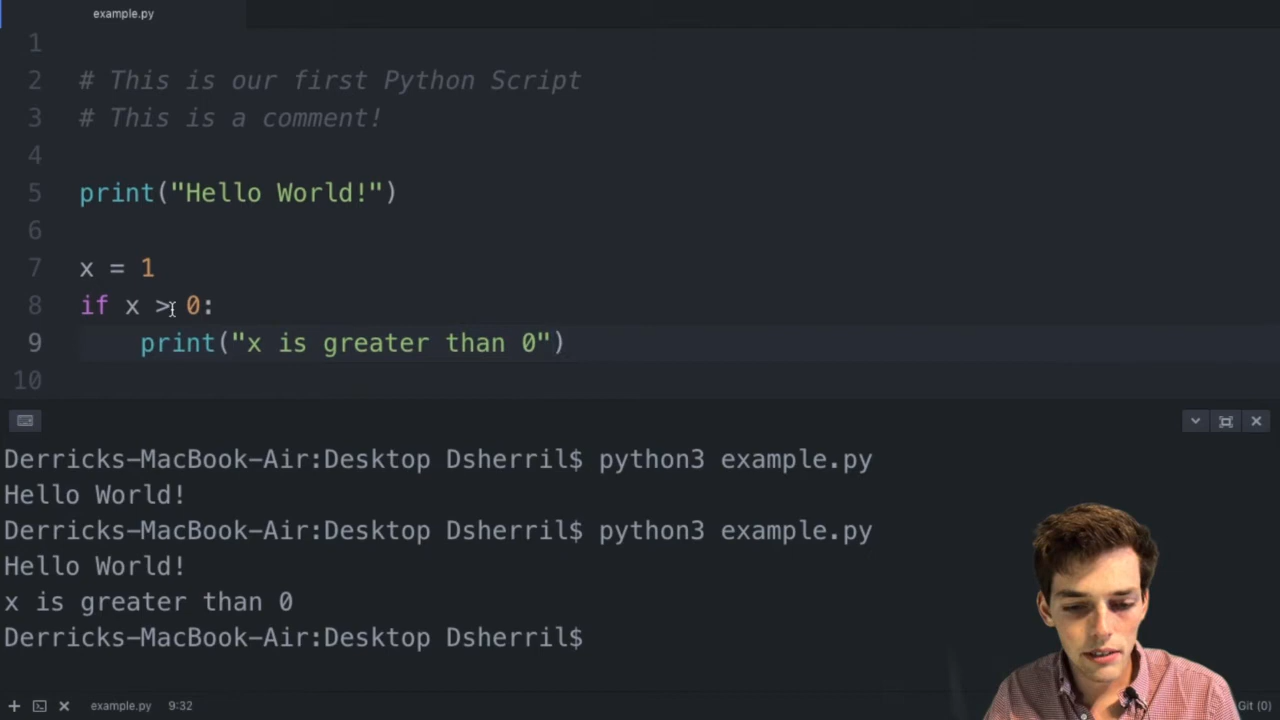 example.py
1
2 # This is our first Python Script
3 # This is a comment!
4
5 print("Hello World!")
6
7 x = 1
8 if x > 0:
9     print("x is greater than 0")
10
Derricks-MacBook-Air:Desktop Dsherril$ python3 example.py
Hello World!
Derricks-MacBook-Air:Desktop Dsherril$ python3 example.py
Hello World!
x is greater than 0
Derricks-MacBook-Air:Desktop Dsherril$
example.py 9:32 Git (0)